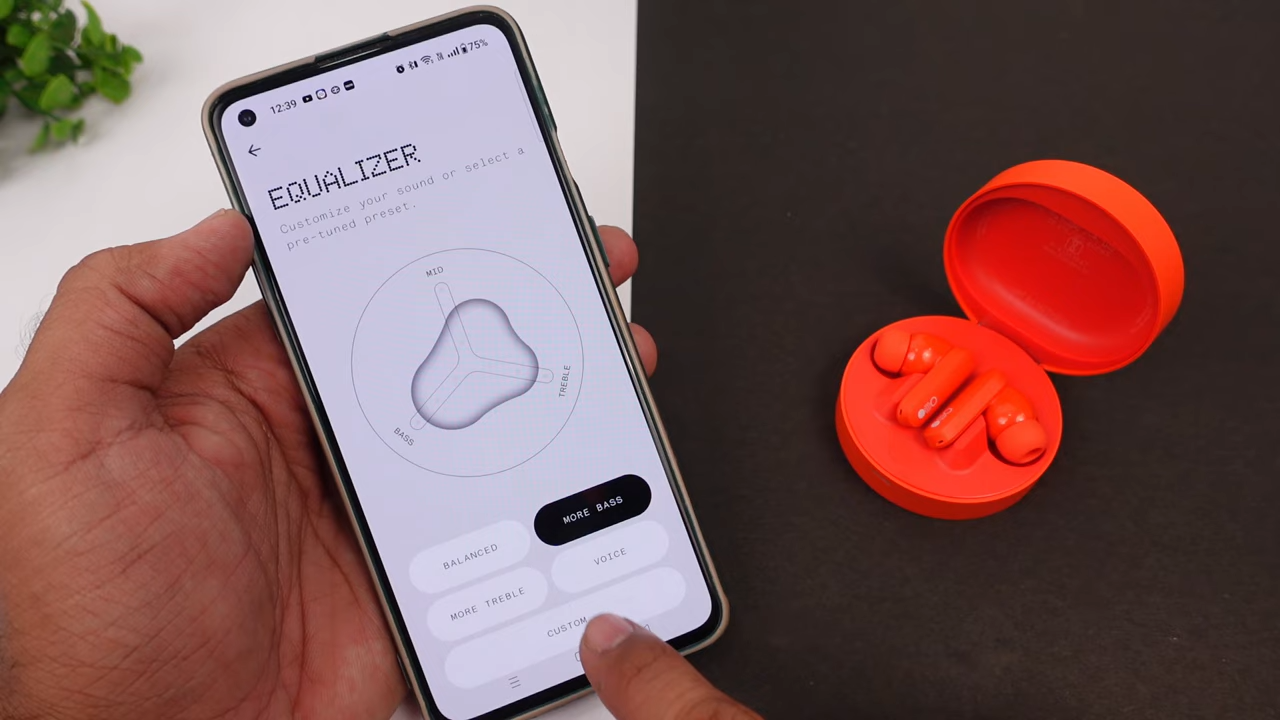 12:39
75%
EQUALIZER
Customize your sound or select a
pre-tuned preset.
MID
TREBLE
BASS
MORE BASS
BALANCED
VOICE
MORE TREBLE
CUSTOM